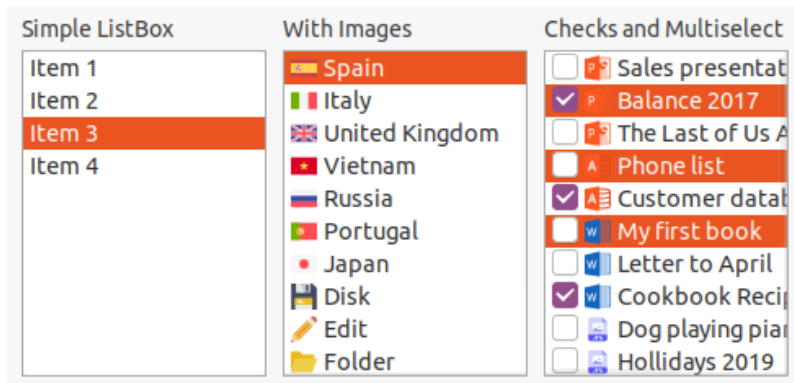 Simple ListBox
Item 1
Item 2
Item 3
Item 4
With Images
Spain
Italy
United Kingdom
Vietnam
Russia
Portugal
Japan
Disk
Edit
Folder
Checks and Multiselect
Sales presentat
Balance 2017
The Last of Us A
Phone list
Customer datab
My first book
Letter to April
Cookbook Recip
Dog playing pian
Hollidays 2019